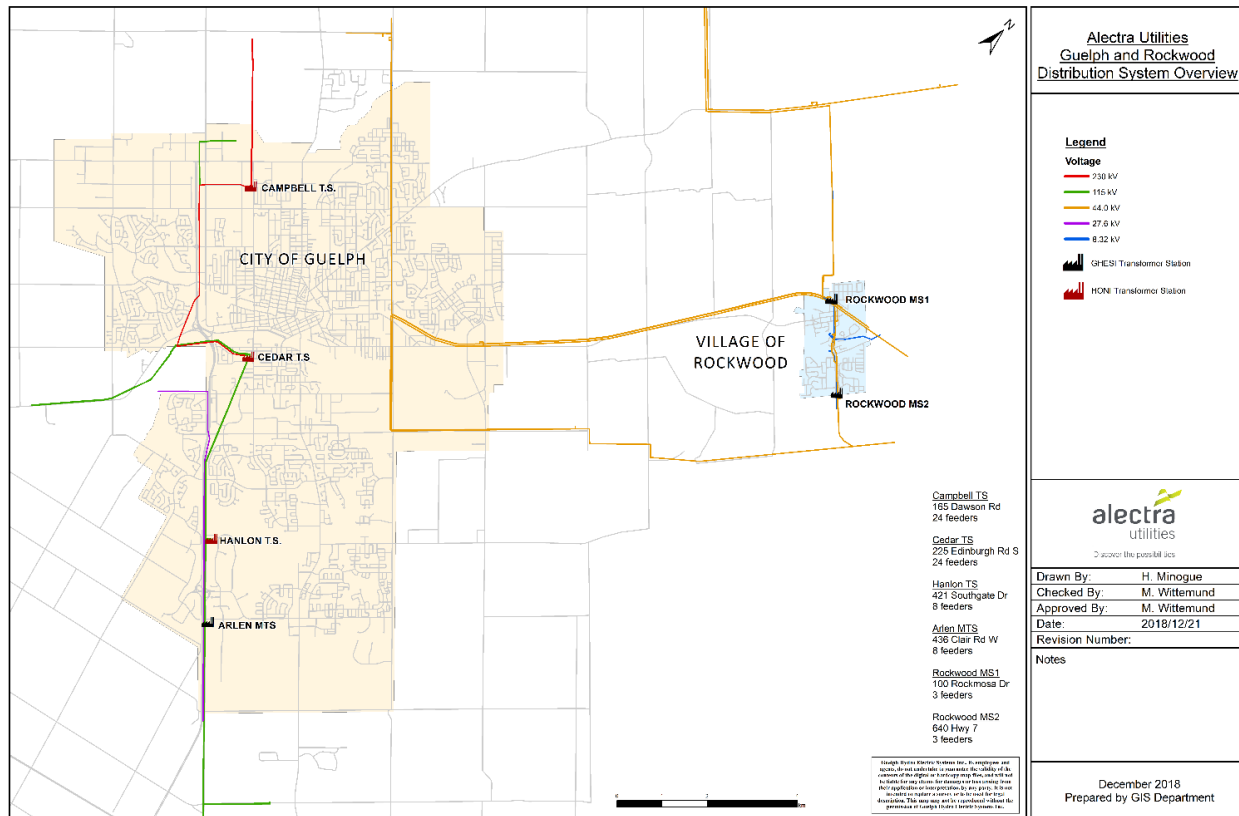 N
CAMPBELL T.S.
CITY OF GUELPH
CEDAR T.S
HANLON T.S.
ARLEN MTS
ROCKWOOD MS1
VILLAGE OF
ROCKWOOD
ROCKWOOD MS2
Campbell TS
165 Dawson Rd
24 feeders
Cedar TS
225 Edinburgh Rd S
24 feeders
Hanlon TS
421 Southgate Dr
8 feeders
Arlen MTS
436 Clair Rd W
8 feeders
Rockwood MS1
100 Rockmosa Dr
3 feeders
Rockwood MS2
640 Hwy 7
3 feeders
km
Alectra Utilities
Guelph and Rockwood
Distribution System Overview
Legend
Voltage
230 kV
115 kV
44.0 kV
27.6 kV
8.32 kV
GHESI Transformer Station
HONI Transformer Station
alectra
utilities
Discover the possibilities
Drawn By: H. Minogue
Checked By: M. Wittemund
Approved By: M. Wittemund
Date: 2018/12/21
Revision Number:
Notes
December 2018
Prepared by GIS Department